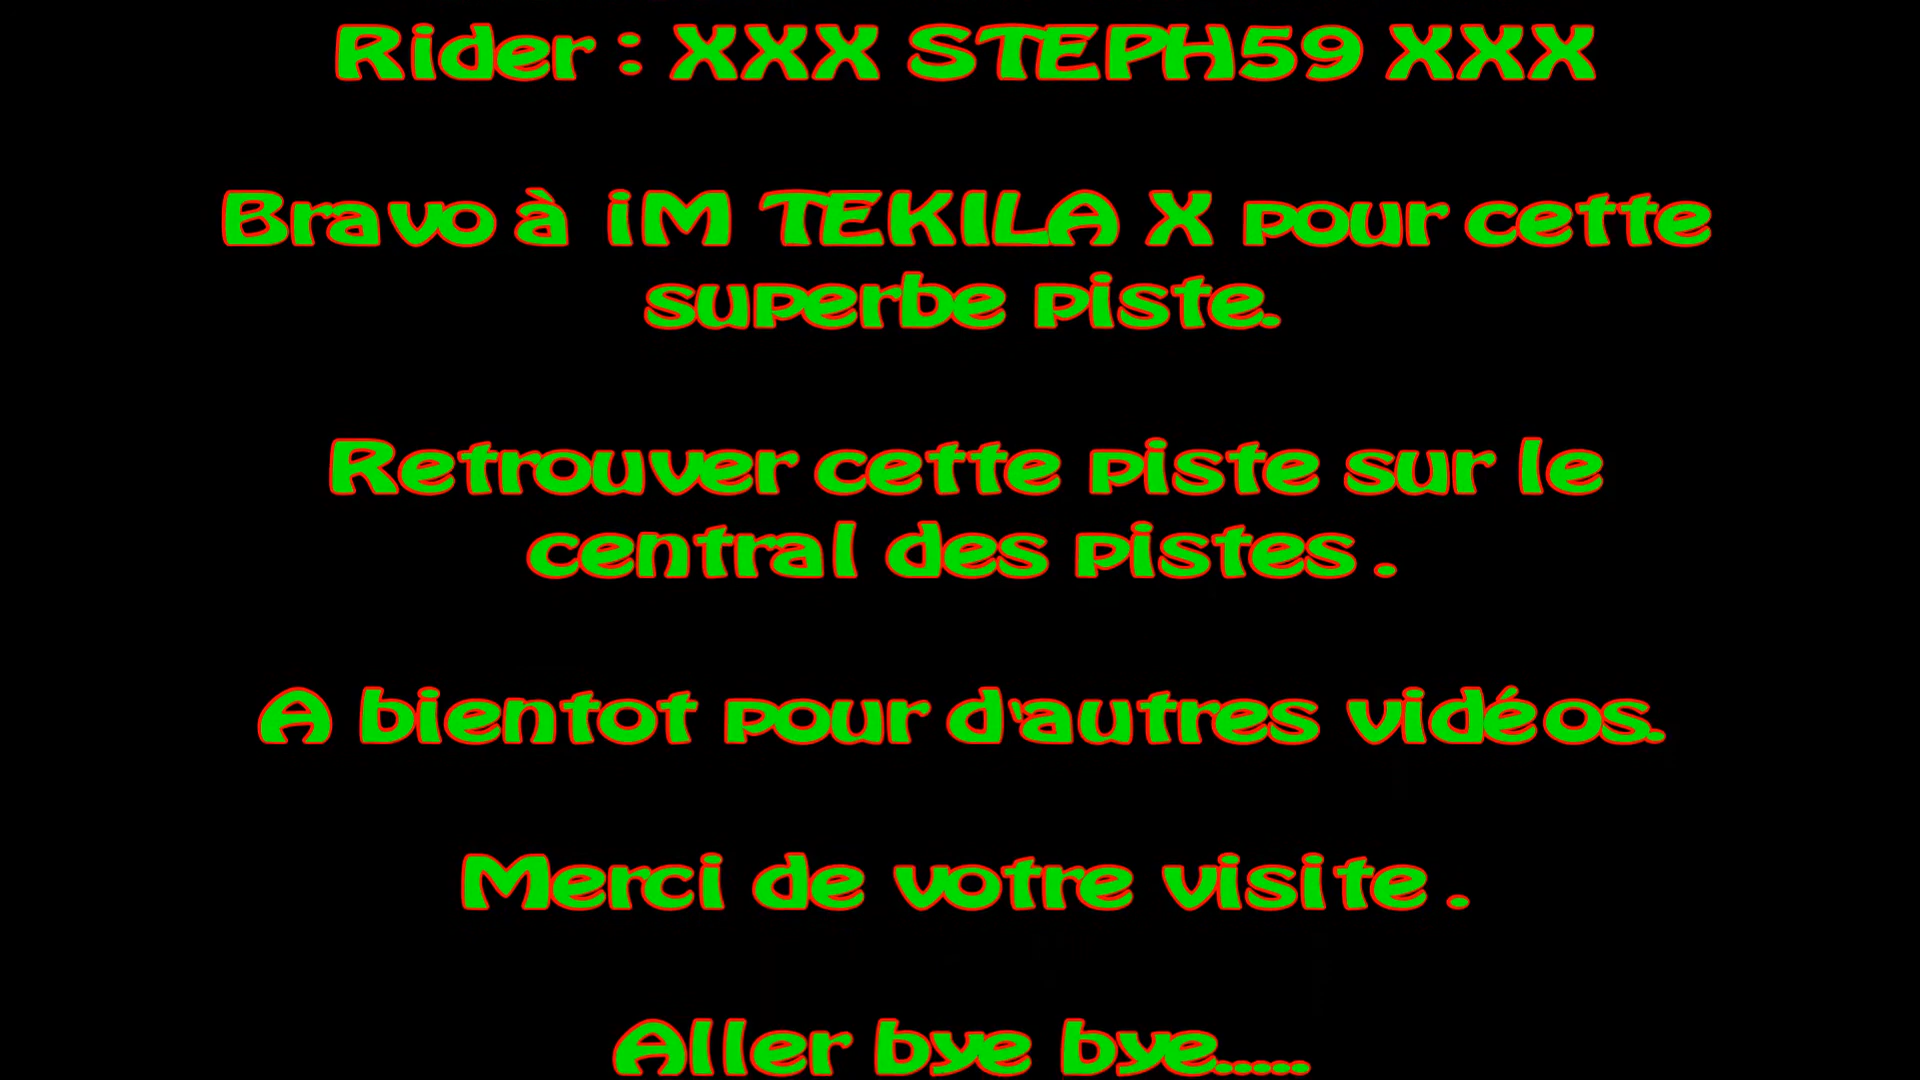 Rider : XXX STEPH59 XXX
Bravo à iM TEKILA X pour cette
superbe piste.
Retrouver cette piste sur le
central des pistes .
A bientot pour d'autres vidéos.
Merci de votre visite .
Aller bye bye......